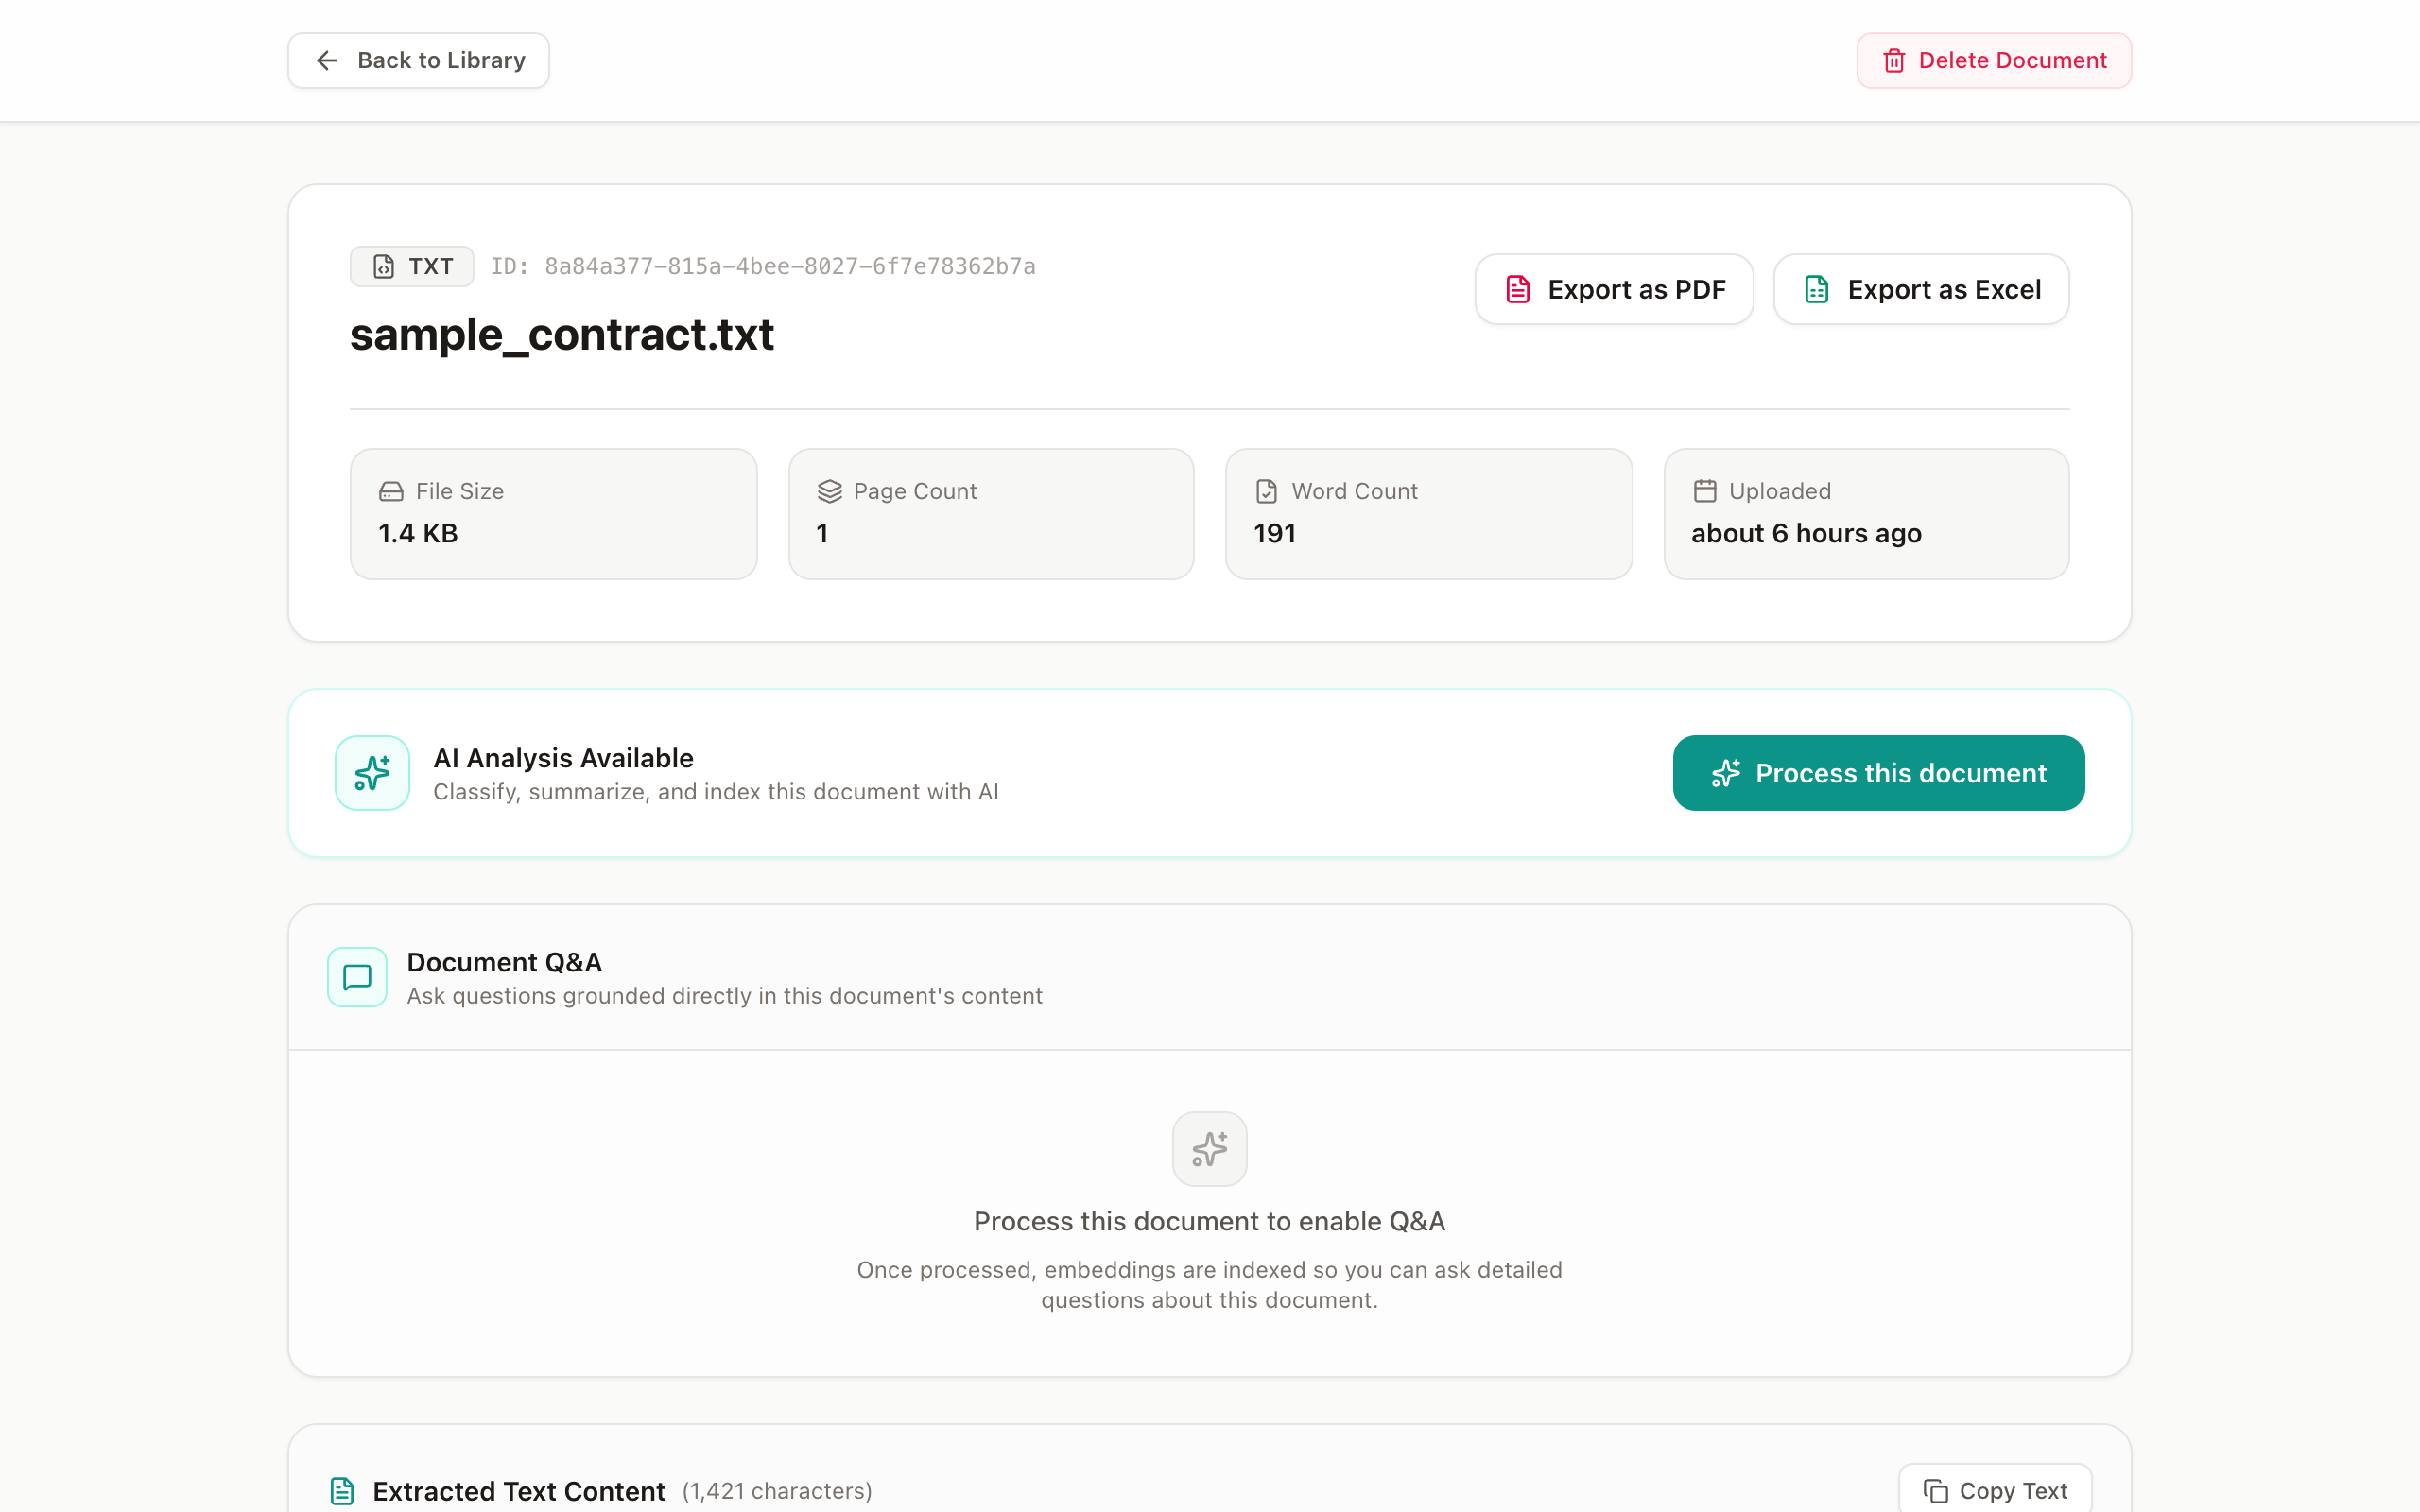 Back to Library
Delete Document
TXT
ID: 8a84a377-815a-4bee-8027-6f7e78362b7a
Export as PDF
Export as Excel
sample_contract.txt
File Size
1.4 KB
Page Count
1
Word Count
191
Uploaded
about 6 hours ago
AI Analysis Available
Classify, summarize, and index this document with AI
Process this document
Document Q&A
Ask questions grounded directly in this document's content
Process this document to enable Q&A
Once processed, embeddings are indexed so you can ask detailed
questions about this document.
Extracted Text Content (1,421 characters)
Copy Text